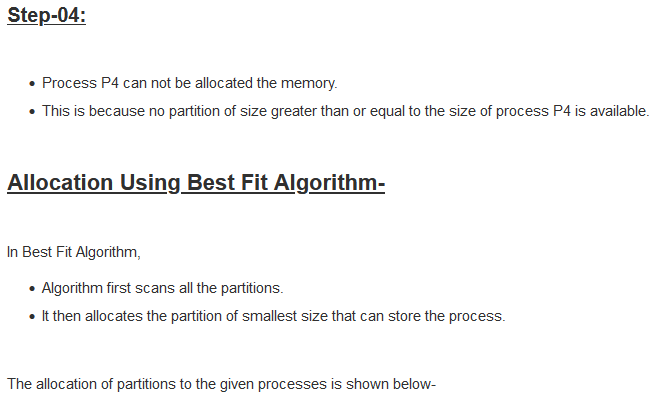 Step-04:
Process P4 can not be allocated the memory.
This is because no partition of size greater than or equal to the size of process P4 is available.
Allocation Using Best Fit Algorithm-
In Best Fit Algorithm,
Algorithm first scans all the partitions.
It then allocates the partition of smallest size that can store the process.
The allocation of partitions to the given processes is shown below-